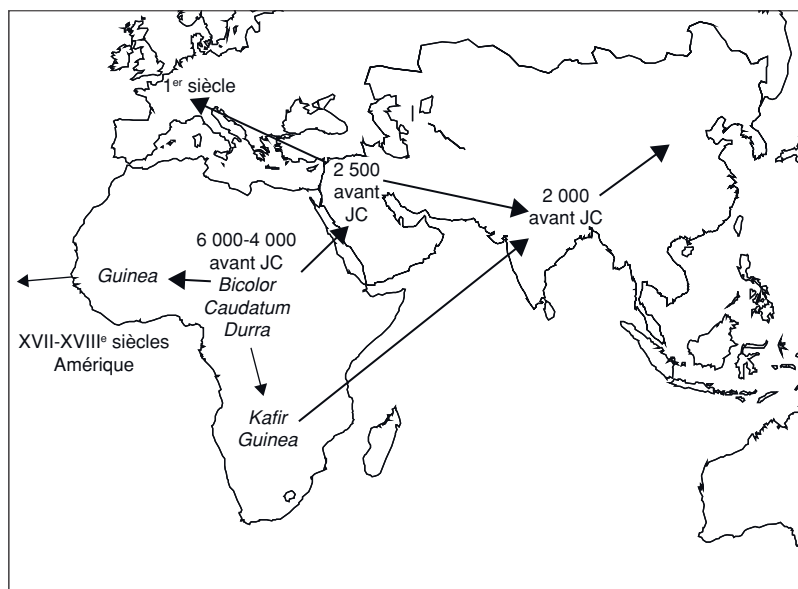 1er siècle
2 500
avant
JC
2 000
avant JC
6 000-4 000
avant JC
Bicolor
Caudatum
Durra
Guinea
XVII-XVIIIe siècles
Amérique
Kafir
Guinea